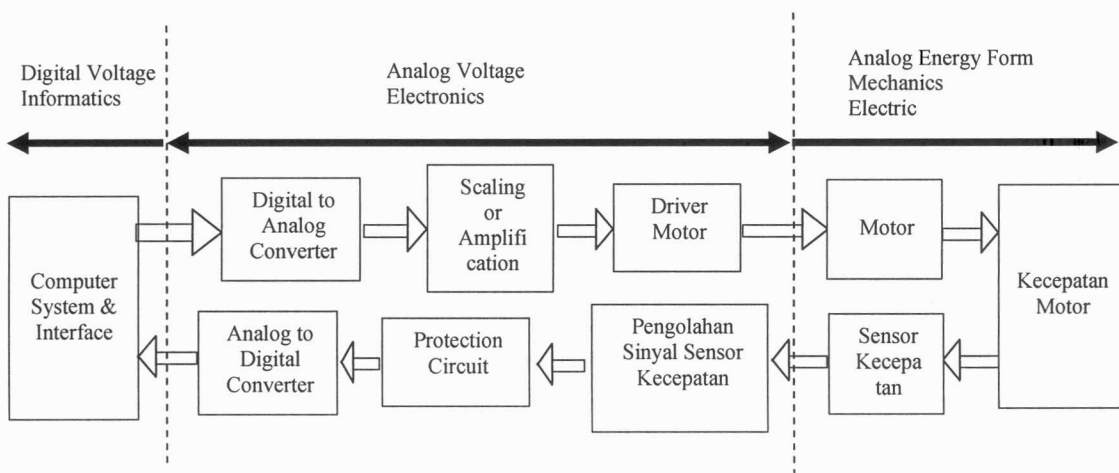 Digital Voltage
Informatics
Analog Voltage
Electronics
Analog Energy Form
Mechanics
Electric
Computer
System &
Interface
Digital to
Analog
Converter
Scaling
or
Amplifi
cation
Driver
Motor
Motor
Kecepatan
Motor
Analog to
Digital
Converter
Protection
Circuit
Pengolahan
Sinyal Sensor
Kecepatan
Sensor
Kecepa
tan